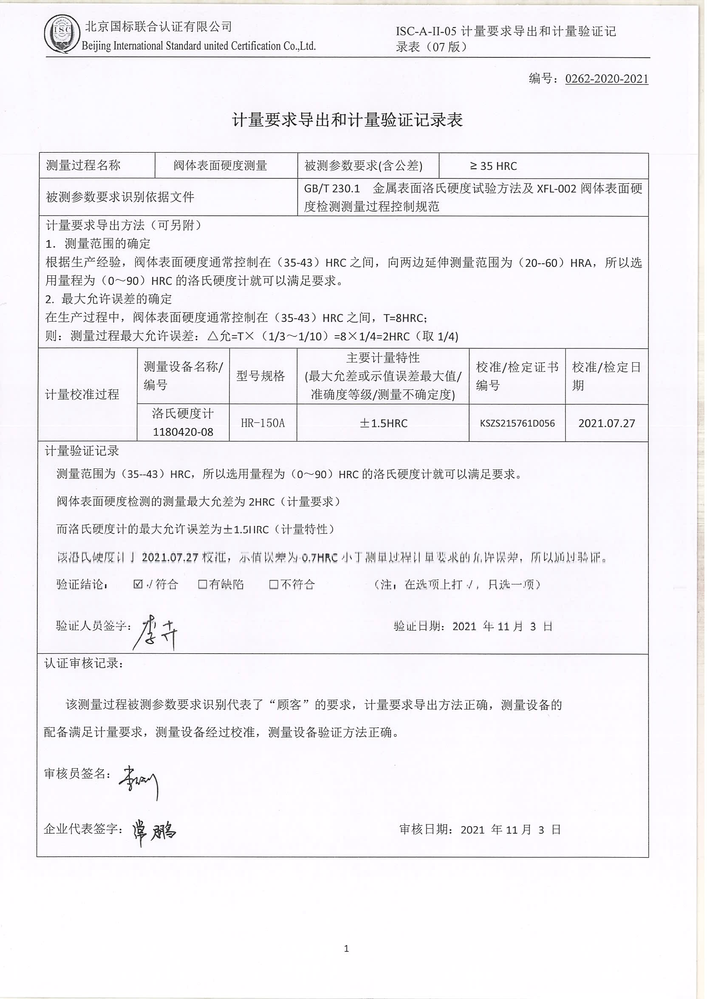 ISC
北京国标联合认证有限公司
Beijing International Standard united Certification Co.,Ltd.
ISC-A-II-05 计量要求导出和计量验证记
录表（07 版）
编号：0262-2020-2021
计量要求导出和计量验证记录表
测量过程名称 阀体表面硬度测量 被测参数要求(含公差) ≥ 35 HRC
被测参数要求识别依据文件
GB/T 230.1 金属表面洛氏硬度试验方法及 XFL-002 阀体表面硬
度检测测量过程控制规范
计量要求导出方法（可另附）
1. 测量范围的确定
根据生产经验，阀体表面硬度通常控制在（35-43）HRC 之间，向两边延伸测量范围为（20--60）HRA，所以选
用量程为（0～90）HRC 的洛氏硬度计就可以满足要求。
2. 最大允许误差的确定
在生产过程中，阀体表面硬度通常控制在（35-43）HRC 之间，T=8HRC；
则：测量过程最大允许误差：△允=T×（1/3～1/10）=8×1/4=2HRC（取 1/4)
计量校准过程
测量设备名称/
编号
型号规格
主要计量特性
(最大允差或示值误差最大值/
准确度等级/测量不确定度)
校准/检定证书
编号
校准/检定日
期
洛氏硬度计
1180420-08
HR-150A
±1.5HRC
KSZS215761D056
2021.07.27
计量验证记录
测量范围为（35--43）HRC，所以选用量程为（0～90）HRC 的洛氏硬度计就可以满足要求。
阀体表面硬度检测的测量最大允差为 2HRC（计量要求）
而洛氏硬度计的最大允许误差为±1.5HRC（计量特性）
该洛氏硬度计于 2021.07.27 校准，示值误差为 0.7HRC 小于测量过程计量要求的允许误差，所以通过验证。
验证结论： ☑√符合 □有缺陷 □不符合 （注：在选项上打√，只选一项）
验证人员签字：李卉 验证日期：2021 年 11 月 3 日
认证审核记录：
该测量过程被测参数要求识别代表了“顾客”的要求，计量要求导出方法正确，测量设备的
配备满足计量要求，测量设备经过校准，测量设备验证方法正确。
审核员签名：
企业代表签字：常鹏 审核日期：2021 年 11 月 3 日
1